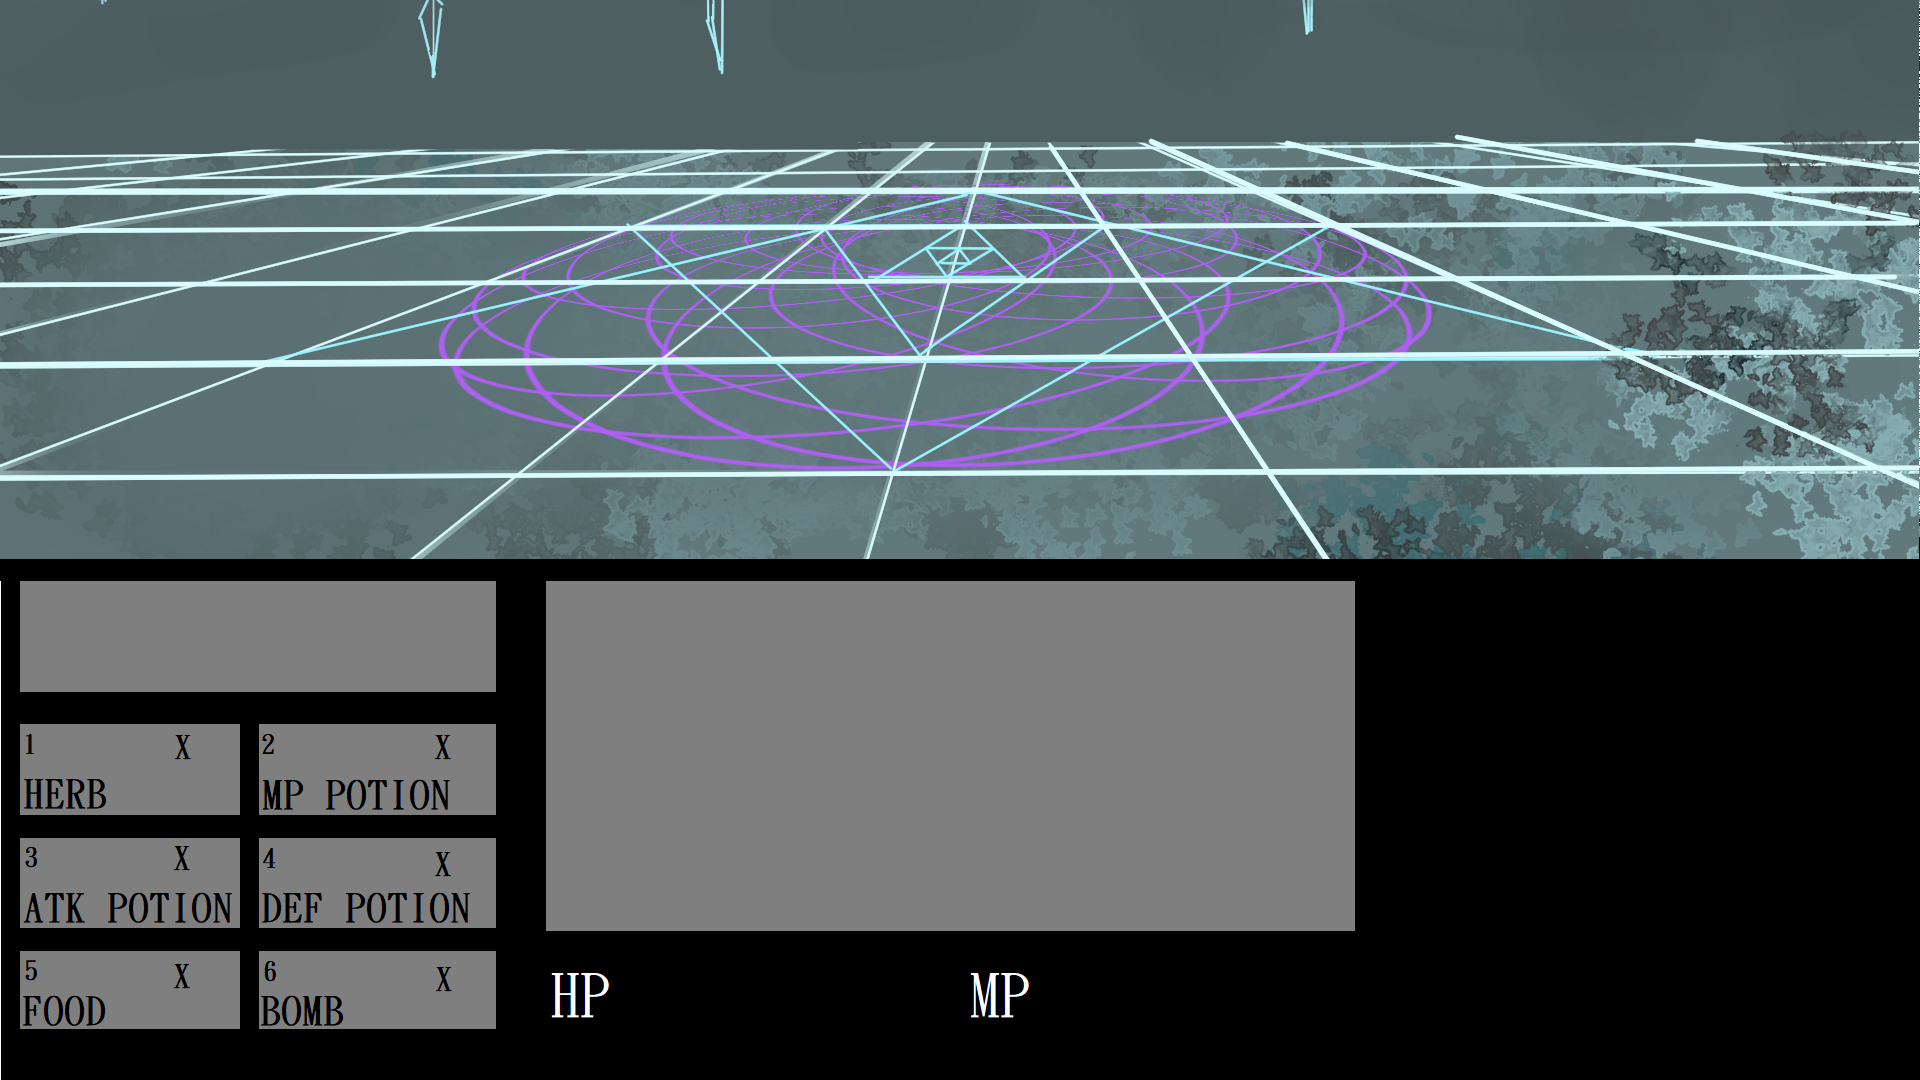 1 X
HERB
2 X
MP POTION
3 X
ATK POTION
4 X
DEF POTION
5 X
FOOD
6 X
BOMB
HP
MP